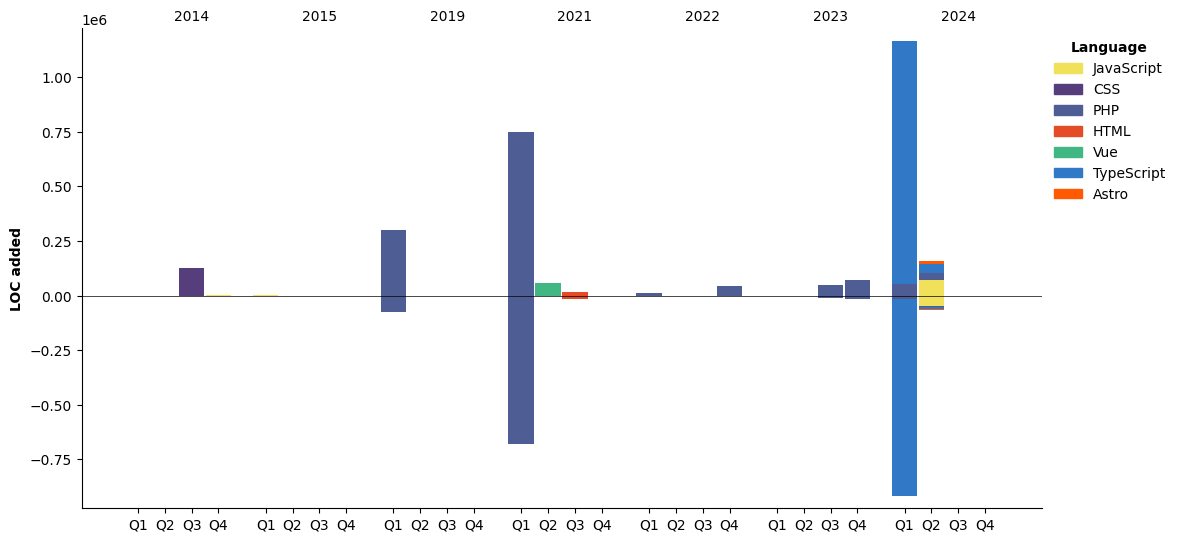 1e6
2014 2015 2019 2021 2022 2023 2024
Language
JavaScript
CSS
PHP
HTML
Vue
TypeScript
Astro
LOC added
1.00
0.75
0.50
0.25
0.00
−0.25
−0.50
−0.75
Q1 Q2 Q3 Q4 Q1 Q2 Q3 Q4 Q1 Q2 Q3 Q4 Q1 Q2 Q3 Q4 Q1 Q2 Q3 Q4 Q1 Q2 Q3 Q4 Q1 Q2 Q3 Q4